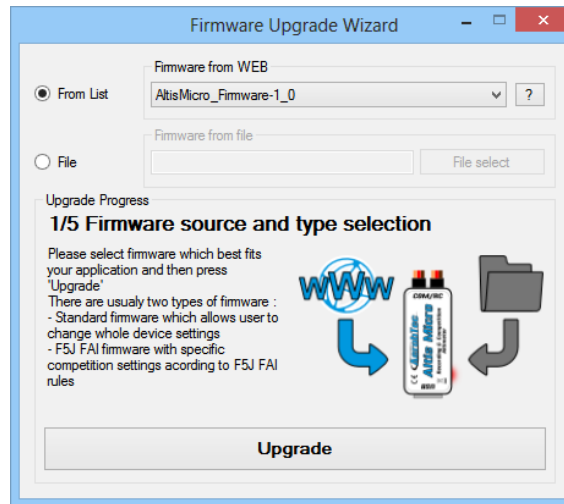 Firmware Upgrade Wizard
Firmware from WEB
From List
AltisMicro_Firmware-1_0
?
Firmware from file
File
File select
Upgrade Progress
1/5 Firmware source and type selection
Please select firmware which best fits
your application and then press
'Upgrade'
There are usualy two types of firmware :
- Standard firmware which allows user to
change whole device settings
- F5J FAI firmware with specific
competition settings acording to F5J FAI
rules
WWW
Altis Micro
Upgrade